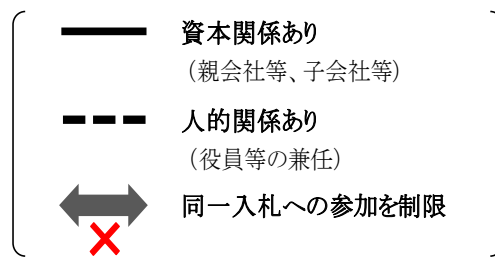 資本関係あり
（親会社等、子会社等）
人的関係あり
（役員等の兼任）
同一入札への参加を制限